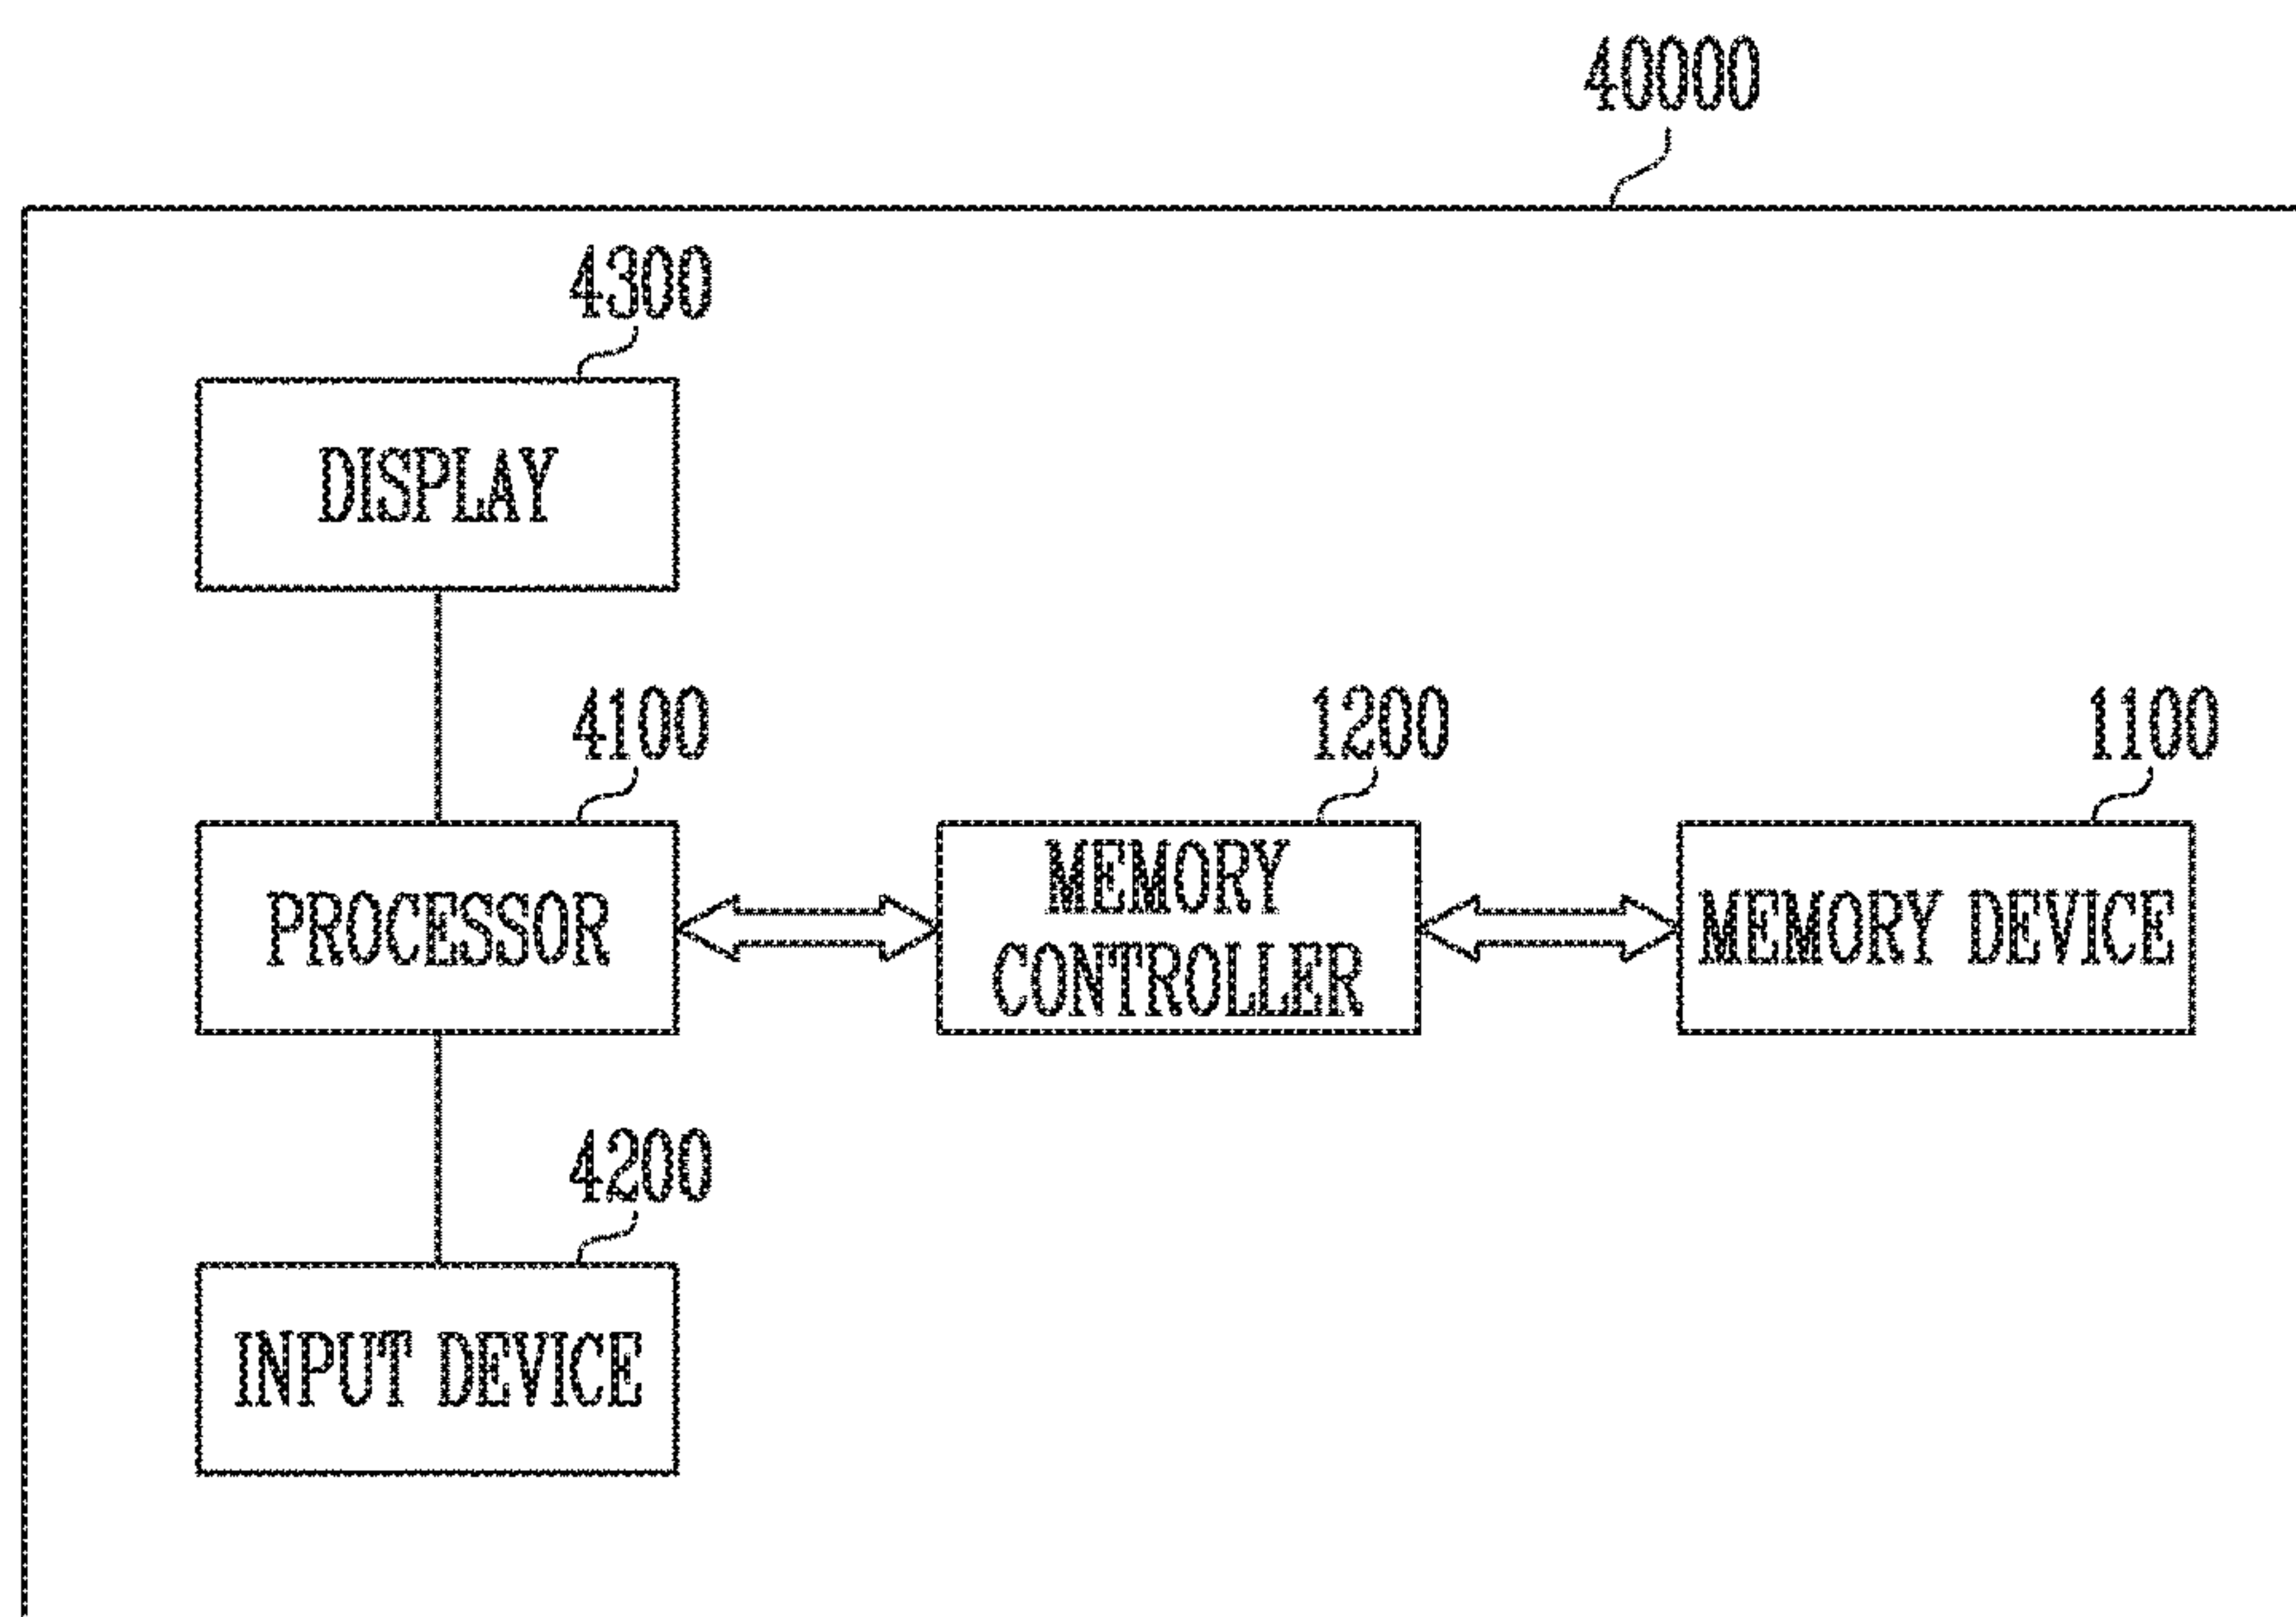 40000
4300
DISPLAY
4100
1200
1100
PROCESSOR
MEMORY
CONTROLLER
MEMORY DEVICE
4200
INPUT DEVICE